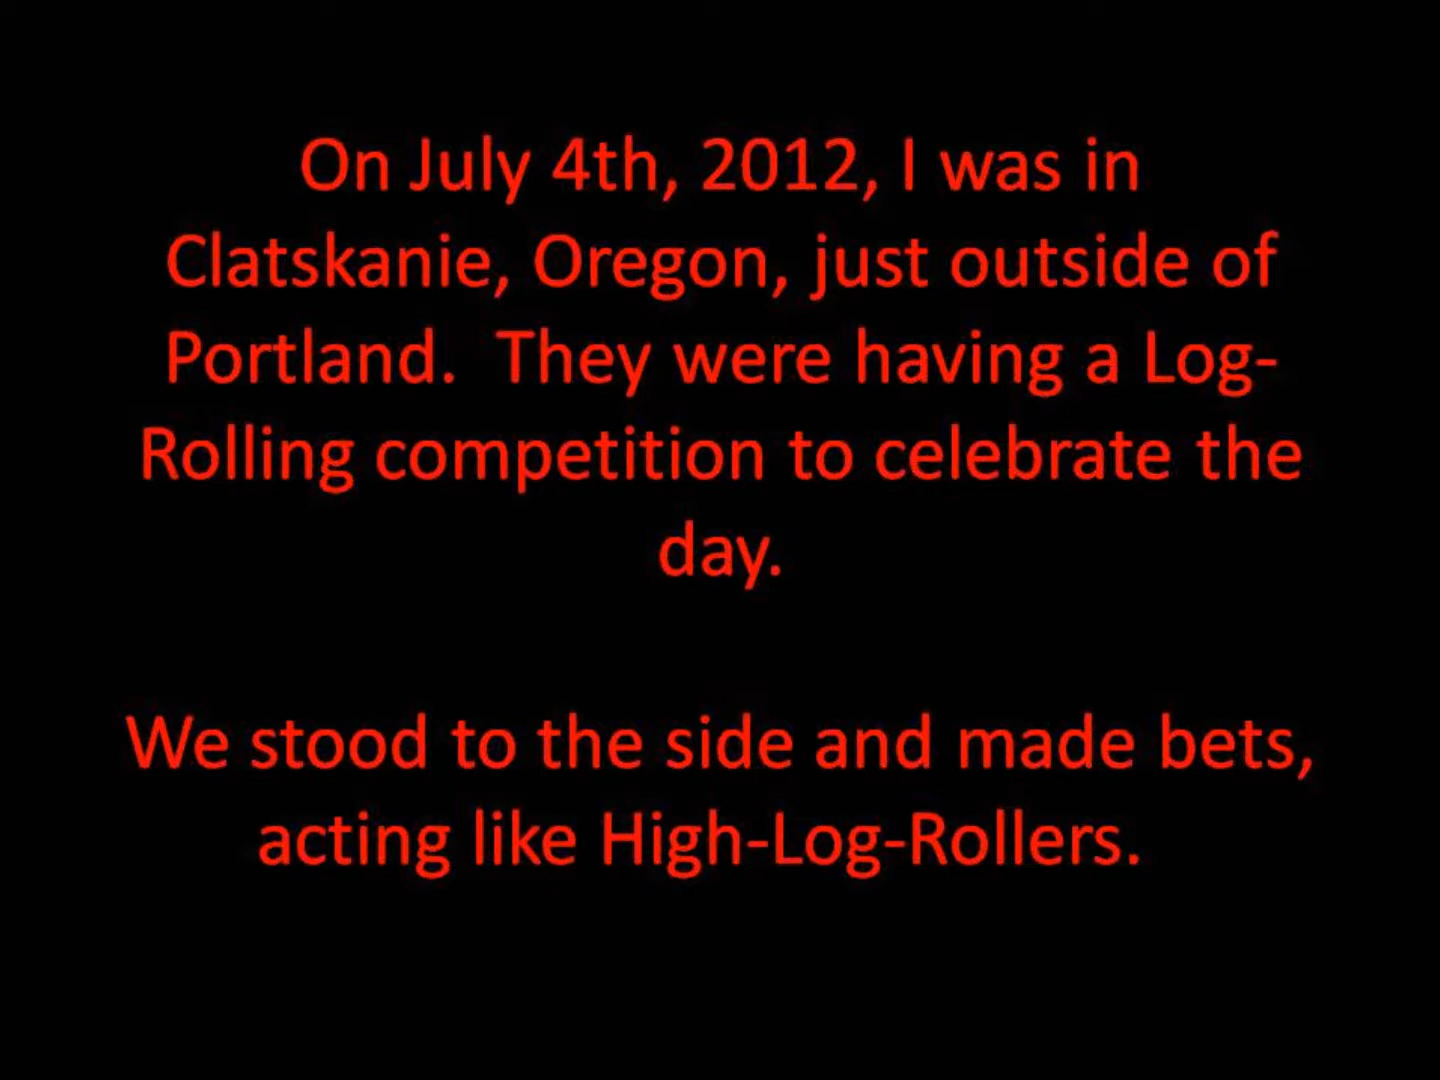 On July 4th, 2012, I was in
Clatskanie, Oregon, just outside of
Portland.  They were having a Log-
Rolling competition to celebrate the
day.
We stood to the side and made bets,
acting like High-Log-Rollers.